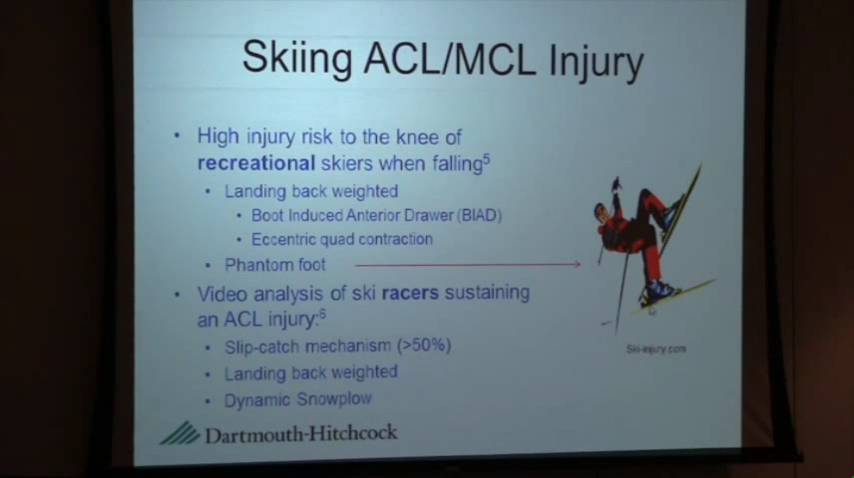 Skiing ACL/MCL Injury
• High injury risk to the knee of
recreational skiers when falling⁵
• Landing back weighted
• Boot Induced Anterior Drawer (BIAD)
• Eccentric quad contraction
• Phantom foot
• Video analysis of ski racers sustaining
an ACL injury:⁶
• Slip-catch mechanism (>50%)
• Landing back weighted
• Dynamic Snowplow
Ski-injury.com
Dartmouth-Hitchcock